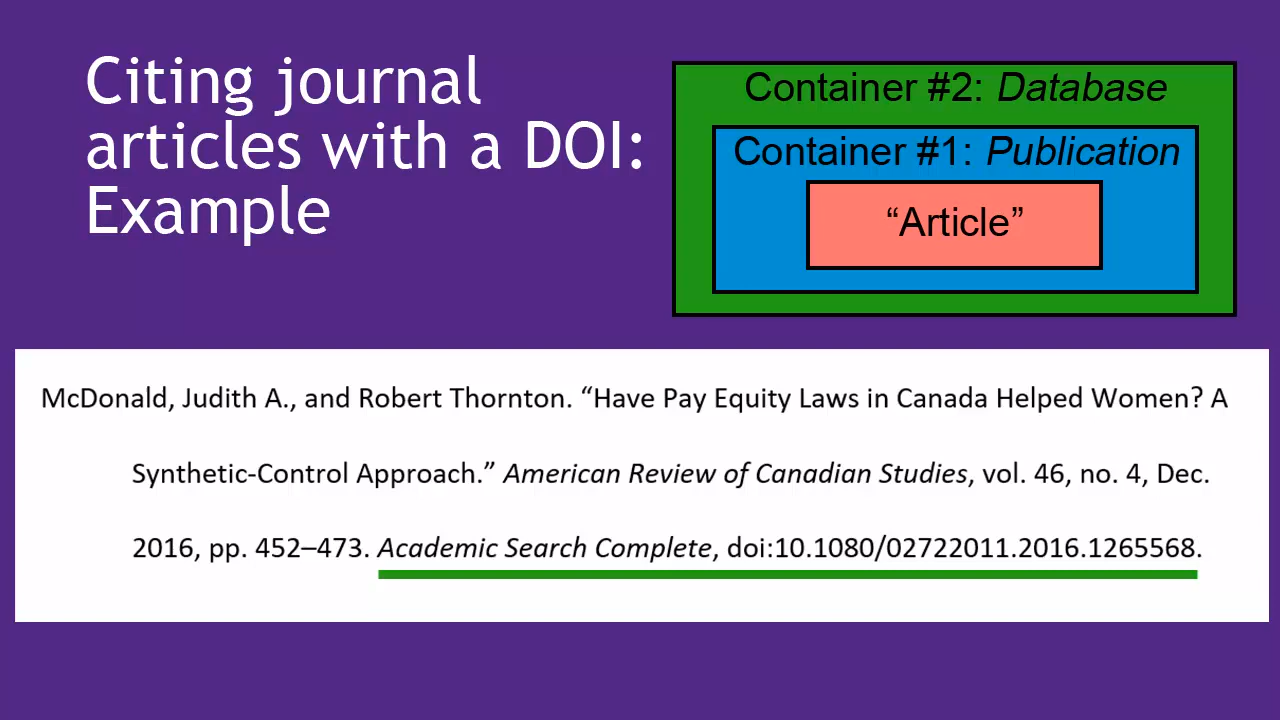 Citing journal
articles with a DOI:
Example
Container #2: Database
Container #1: Publication
“Article”
McDonald, Judith A., and Robert Thornton. “Have Pay Equity Laws in Canada Helped Women? A
Synthetic-Control Approach.” American Review of Canadian Studies, vol. 46, no. 4, Dec.
2016, pp. 452–473. Academic Search Complete, doi:10.1080/02722011.2016.1265568.